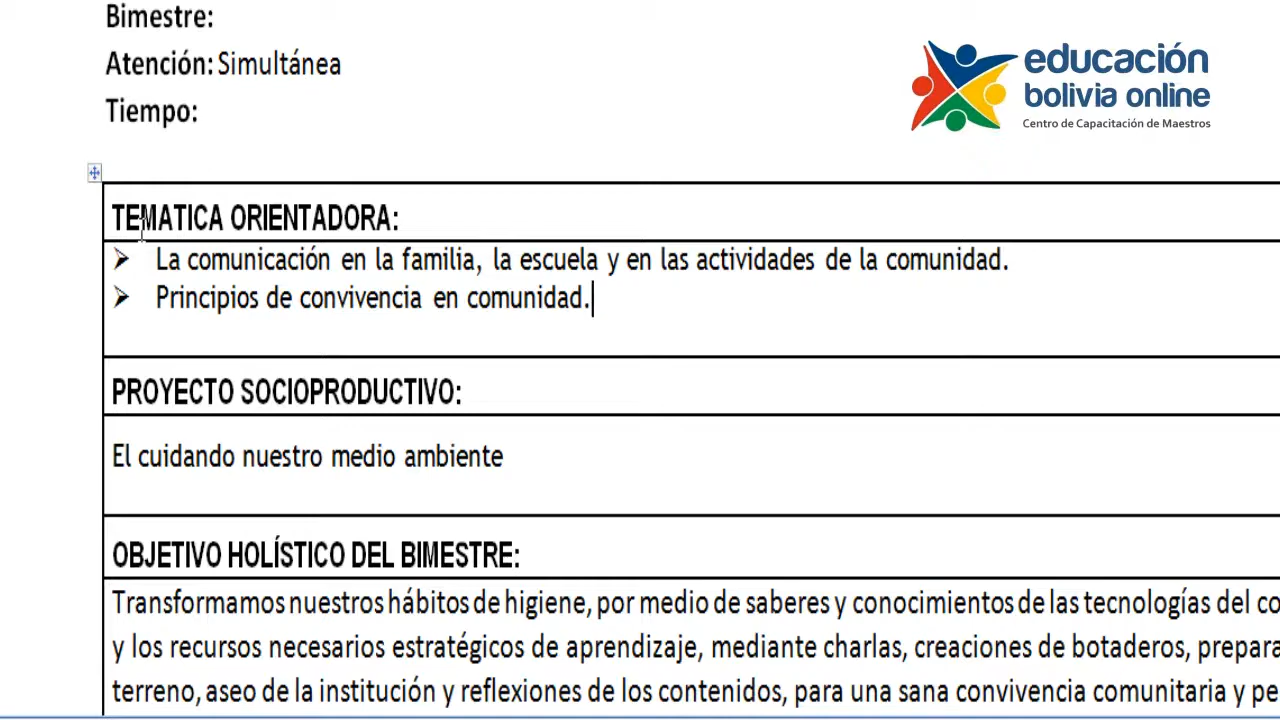 Bimestre:
Atención: Simultánea
Tiempo:
educación
bolivia online
Centro de Capacitación de Maestros
TEMATICA ORIENTADORA:
La comunicación en la familia, la escuela y en las actividades de la comunidad.
Principios de convivencia en comunidad.
PROYECTO SOCIOPRODUCTIVO:
El cuidando nuestro medio ambiente
OBJETIVO HOLÍSTICO DEL BIMESTRE:
Transformamos nuestros hábitos de higiene, por medio de saberes y conocimientos de las tecnologías del co
y los recursos necesarios estratégicos de aprendizaje, mediante charlas, creaciones de botaderos, prepara
terreno, aseo de la institución y reflexiones de los contenidos, para una sana convivencia comunitaria y pe